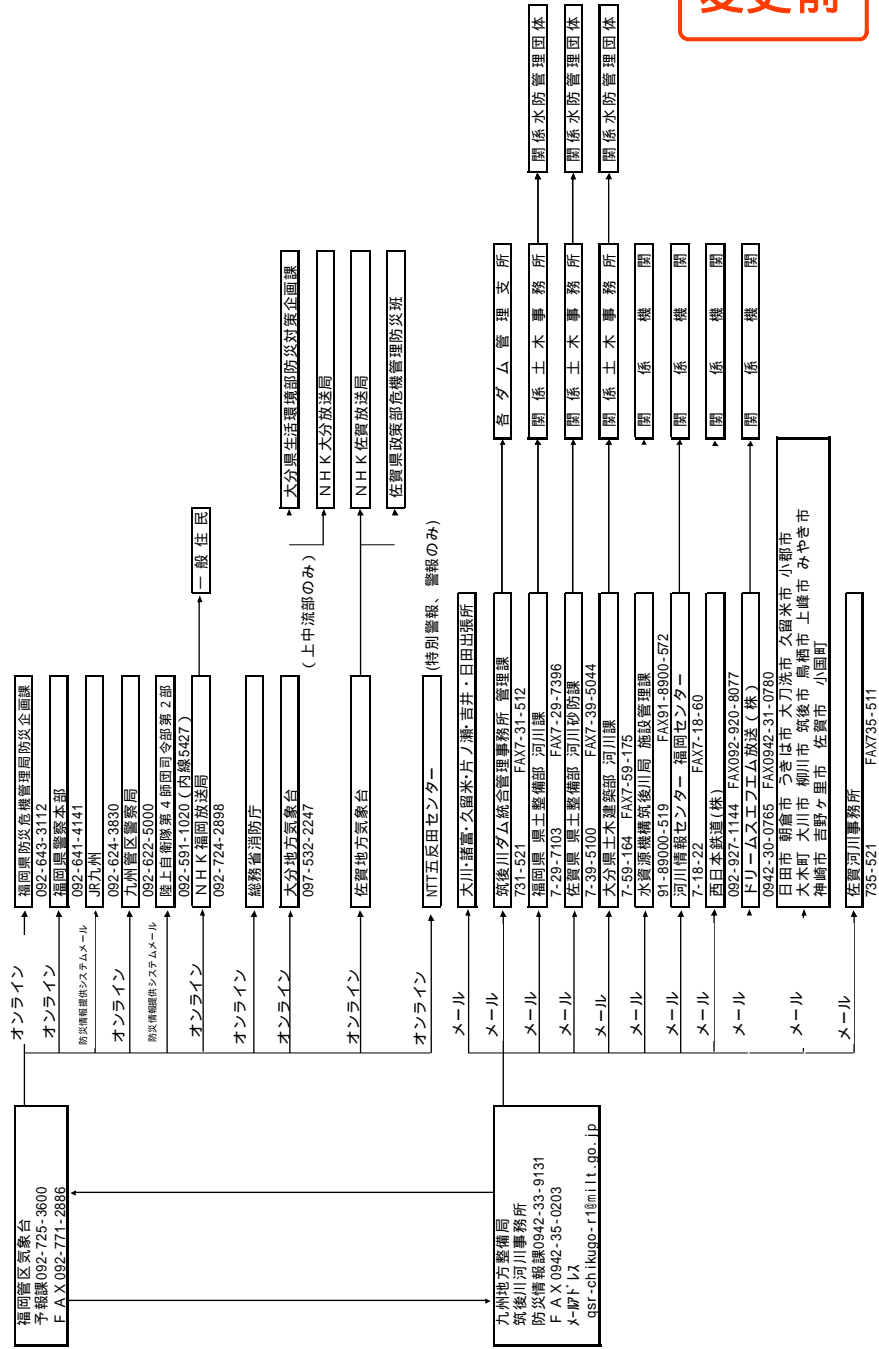 変更前
福岡管区気象台
予報課092-725-3600
ＦＡＸ092-771-2886
九州地方整備局
筑後川河川事務所
防災情報課0942-33-9131
ＦＡＸ0942-35-0203
メールアドレス
qsr-chikugo-r1@milt.go.jp
オンライン
福岡県防災危機管理局防災企画課
092-643-3112
オンライン
福岡県警察本部
092-641-4141
防災情報提供システムメール
JR九州
092-624-3830
オンライン
九州管区警察局
092-622-5000
防災情報提供システムメール
陸上自衛隊第４師団司令部第２部
092-591-1020（内線5427）
オンライン
ＮＨＫ福岡放送局
092-724-2898
一般住民
オンライン
総務省消防庁
オンライン
大分地方気象台
097-532-2247
（上中流部のみ）
大分県生活環境部防災対策企画課
ＮＨＫ大分放送局
オンライン
佐賀地方気象台
ＮＨＫ佐賀放送局
佐賀県政策部危機管理防災班
オンライン
NTT五反田センター
(特別警報、警報のみ)
メール
大川・諸富・久留米・片ノ瀬・吉井・日田出張所
メール
筑後川ダム統合管理事務所 管理課
731-521 FAX7-31-512
各ダム管理支所
メール
福岡県 県土整備部 河川課
7-29-7103 FAX7-29-7396
関係土木事務所
関係水防管理団体
メール
佐賀県 県土整備部 河川砂防課
7-39-5100 FAX7-39-5044
関係土木事務所
関係水防管理団体
メール
大分県土木建築部 河川課
7-59-164 FAX7-59-175
関係土木事務所
関係水防管理団体
メール
水資源機構筑後川局 施設管理課
91-89000-519 FAX91-8900-572
関係機関
メール
河川情報センター 福岡センター
7-18-22 FAX7-18-60
関係機関
メール
西日本鉄道(株)
092-927-1144 FAX092-920-8077
関係機関
メール
ドリームスエフエム放送（株）
0942-30-0765 FAX0942-31-0780
関係機関
メール
日田市 朝倉市 うきは市 大刀洗市 久留米市 小郡市
大木町 大川市 柳川市 筑後市 鳥栖市 上峰市 みやき市
神崎市 吉野ヶ里市 佐賀市 小国町
メール
佐賀河川事務所
735-521 FAX735-511